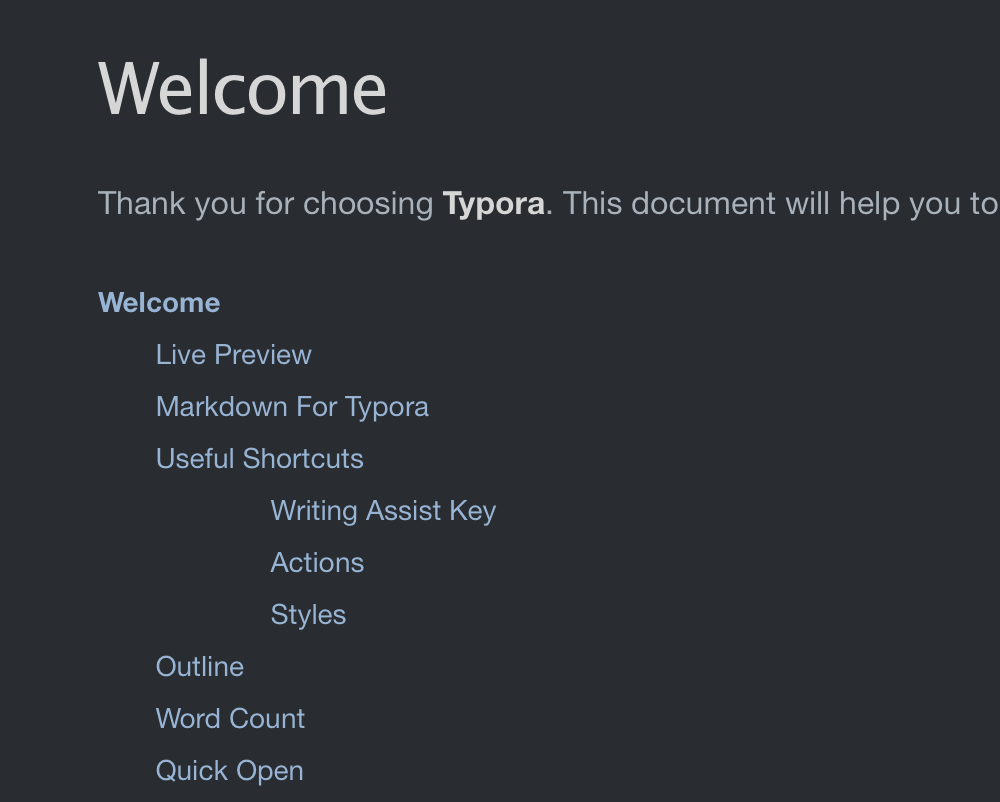 Welcome
Thank you for choosing Typora. This document will help you to
Welcome
Live Preview
Markdown For Typora
Useful Shortcuts
Writing Assist Key
Actions
Styles
Outline
Word Count
Quick Open